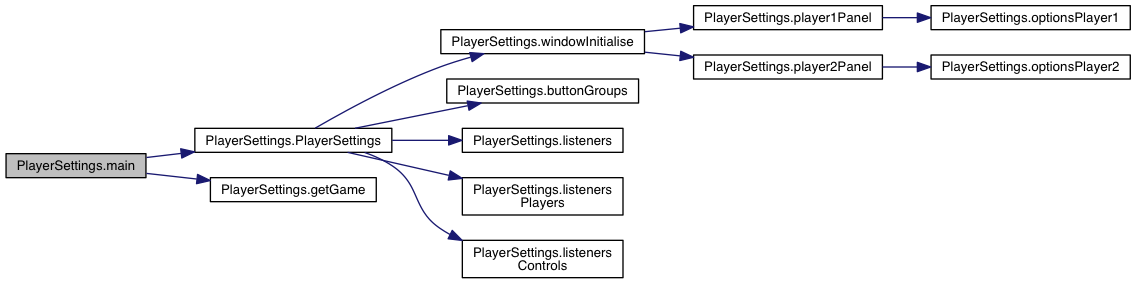 PlayerSettings.main
PlayerSettings.PlayerSettings
PlayerSettings.getGame
PlayerSettings.windowInitialise
PlayerSettings.buttonGroups
PlayerSettings.listeners
PlayerSettings.listeners
Players
PlayerSettings.listeners
Controls
PlayerSettings.player1Panel
PlayerSettings.player2Panel
PlayerSettings.optionsPlayer1
PlayerSettings.optionsPlayer2